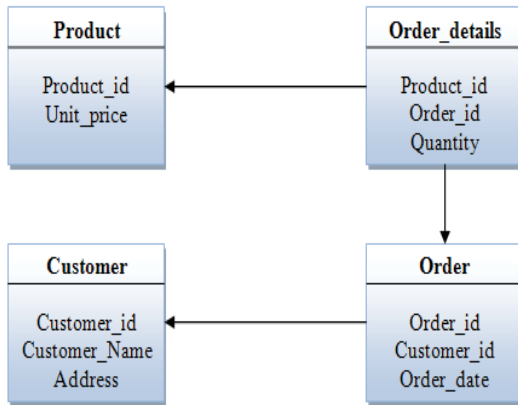 Product
Product_id
Unit_price
Order_details
Product_id
Order_id
Quantity
Customer
Customer_id
Customer_Name
Address
Order
Order_id
Customer_id
Order_date